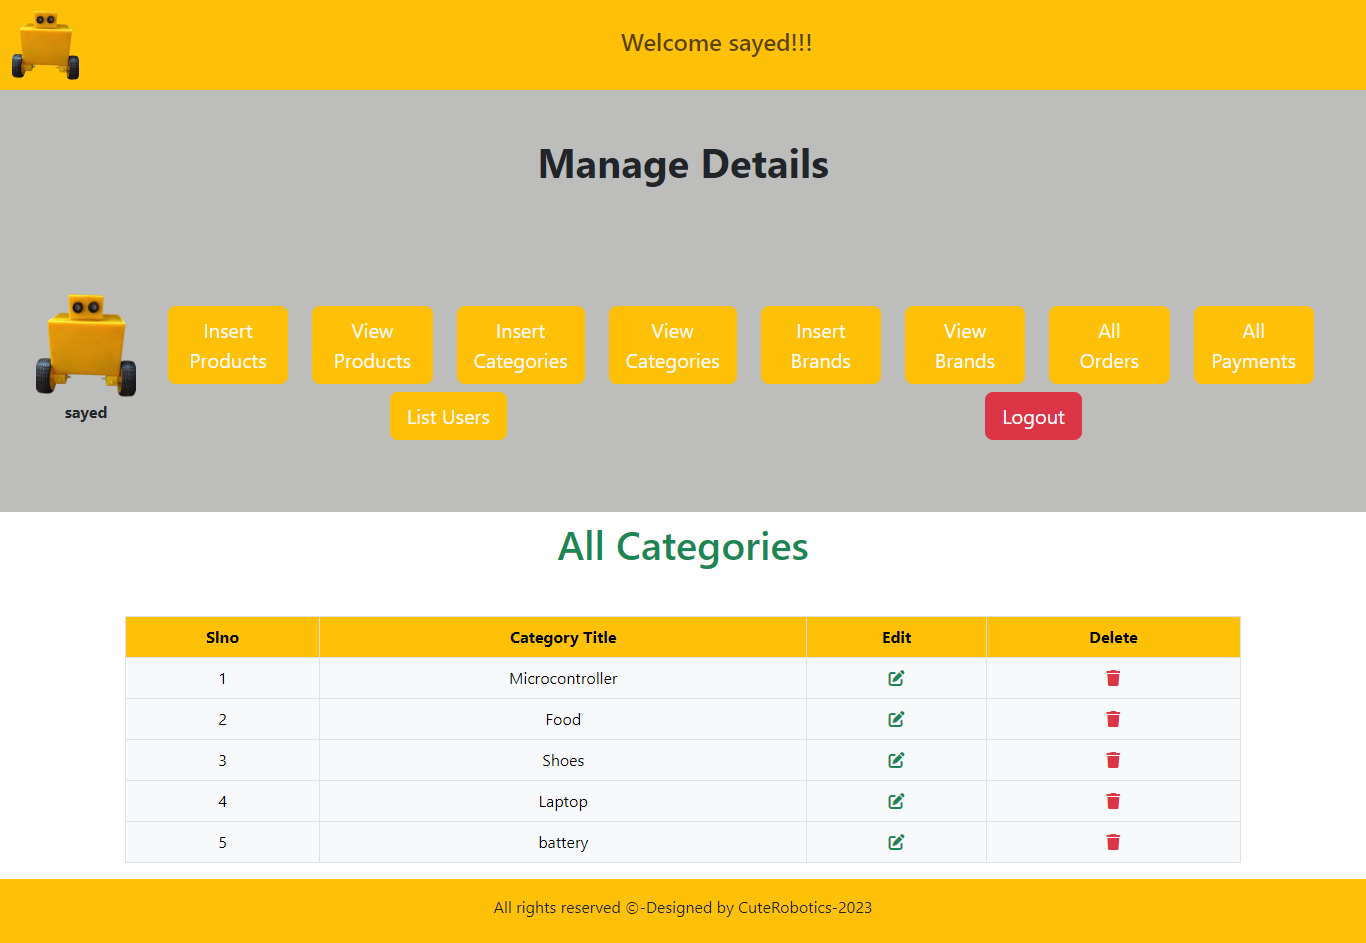 Welcome sayed!!!
Manage Details
Insert
Products
View
Products
Insert
Categories
View
Categories
Insert
Brands
View
Brands
All
Orders
All
Payments
sayed
List Users
Logout
All Categories
Slno Category Title Edit Delete
1 Microcontroller
2 Food
3 Shoes
4 Laptop
5 battery
All rights reserved ©-Designed by CuteRobotics-2023